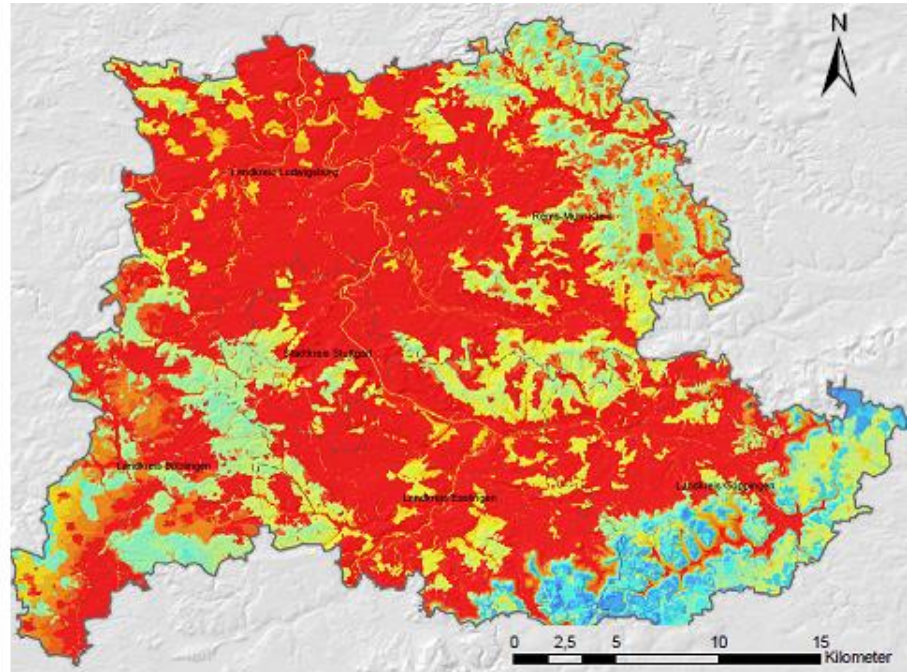 N
Landkreis Ludwigsburg
Rems-Murr-Kreis
Stadtkreis Stuttgart
Landkreis Böblingen
Landkreis Esslingen
Landkreis Göppingen
0 2,5 5 10 15
Kilometer